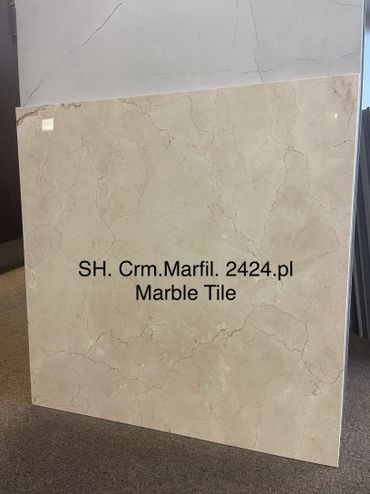 SH. Crm.Marfil. 2424.pl
Marble Tile